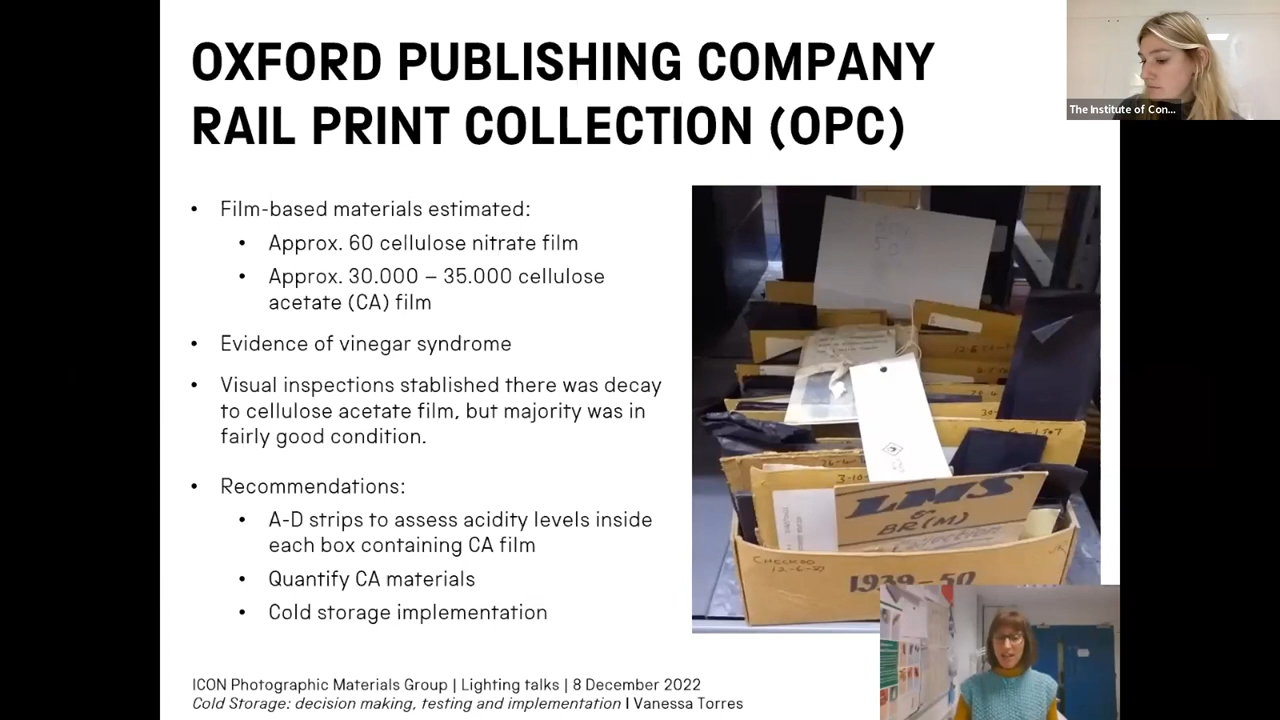 OXFORD PUBLISHING COMPANY
RAIL PRINT COLLECTION (OPC)
The Institute of Con...
• Film-based materials estimated:
• Approx. 60 cellulose nitrate film
• Approx. 30.000 – 35.000 cellulose
acetate (CA) film
• Evidence of vinegar syndrome
• Visual inspections stablished there was decay
to cellulose acetate film, but majority was in
fairly good condition.
• Recommendations:
• A-D strips to assess acidity levels inside
each box containing CA film
• Quantify CA materials
• Cold storage implementation
LMS
&
BR(M)
CHECKED
1939-50
ICON Photographic Materials Group | Lighting talks | 8 December 2022
Cold Storage: decision making, testing and implementation | Vanessa Torres